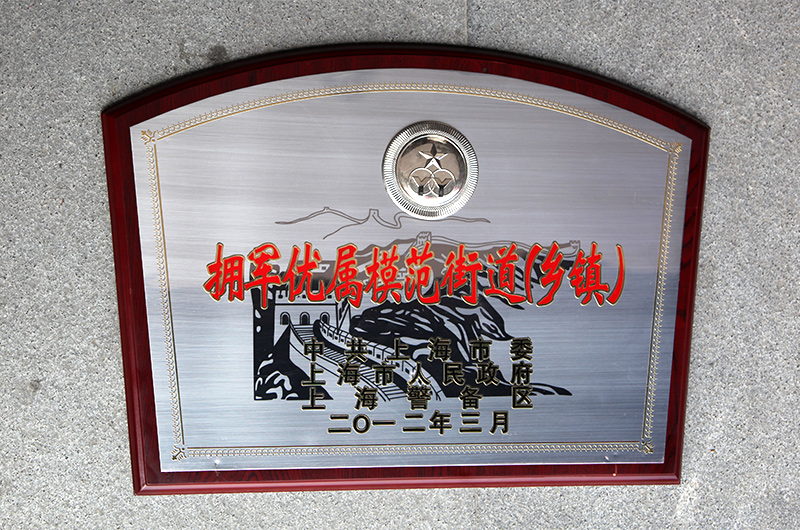 YY
拥军优属模范街道(乡镇)
中共上海市委
上海市人民政府
上海警备区
二〇一二年三月